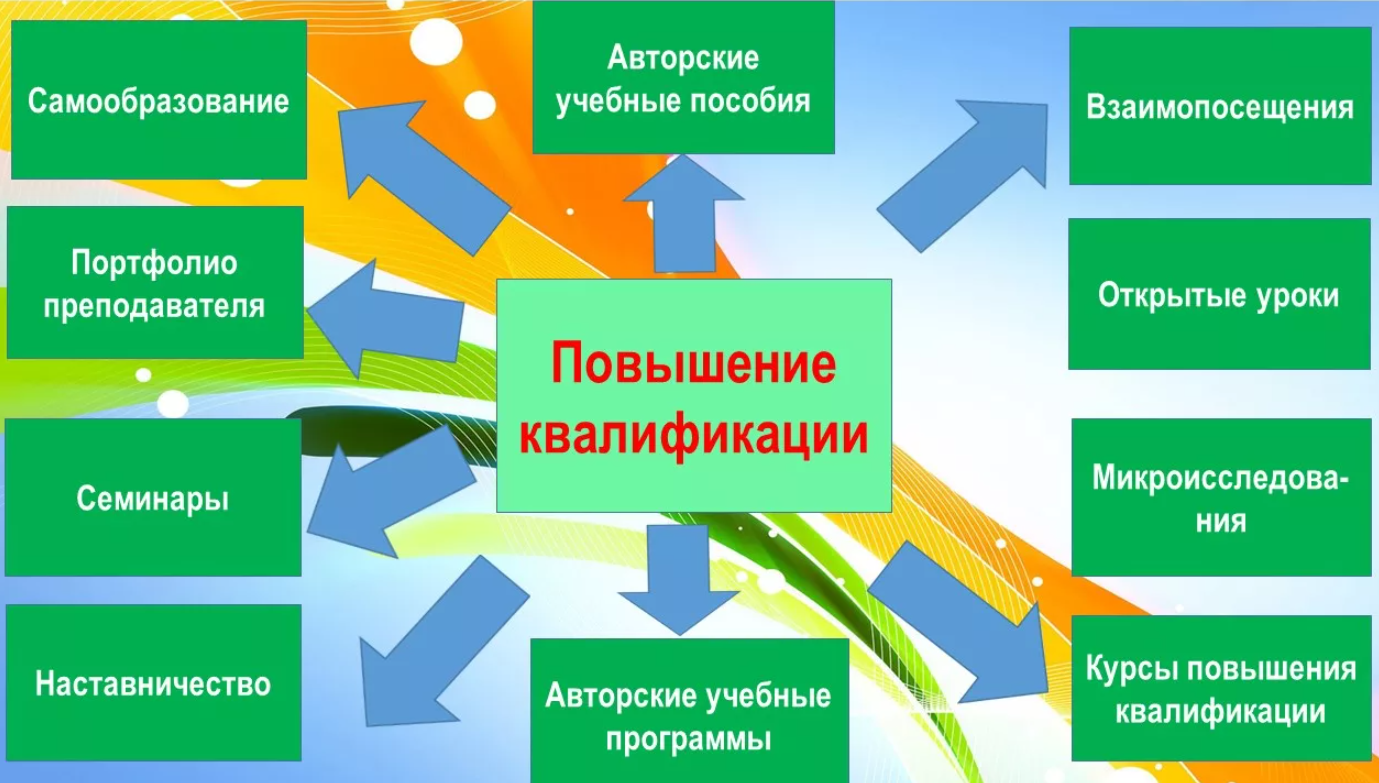 Самообразование
Авторские
учебные пособия
Взаимопосещения
Портфолио
преподавателя
Открытые уроки
Повышение
квалификации
Семинары
Микроисследова-
ния
Наставничество
Авторские учебные
программы
Курсы повышения
квалификации